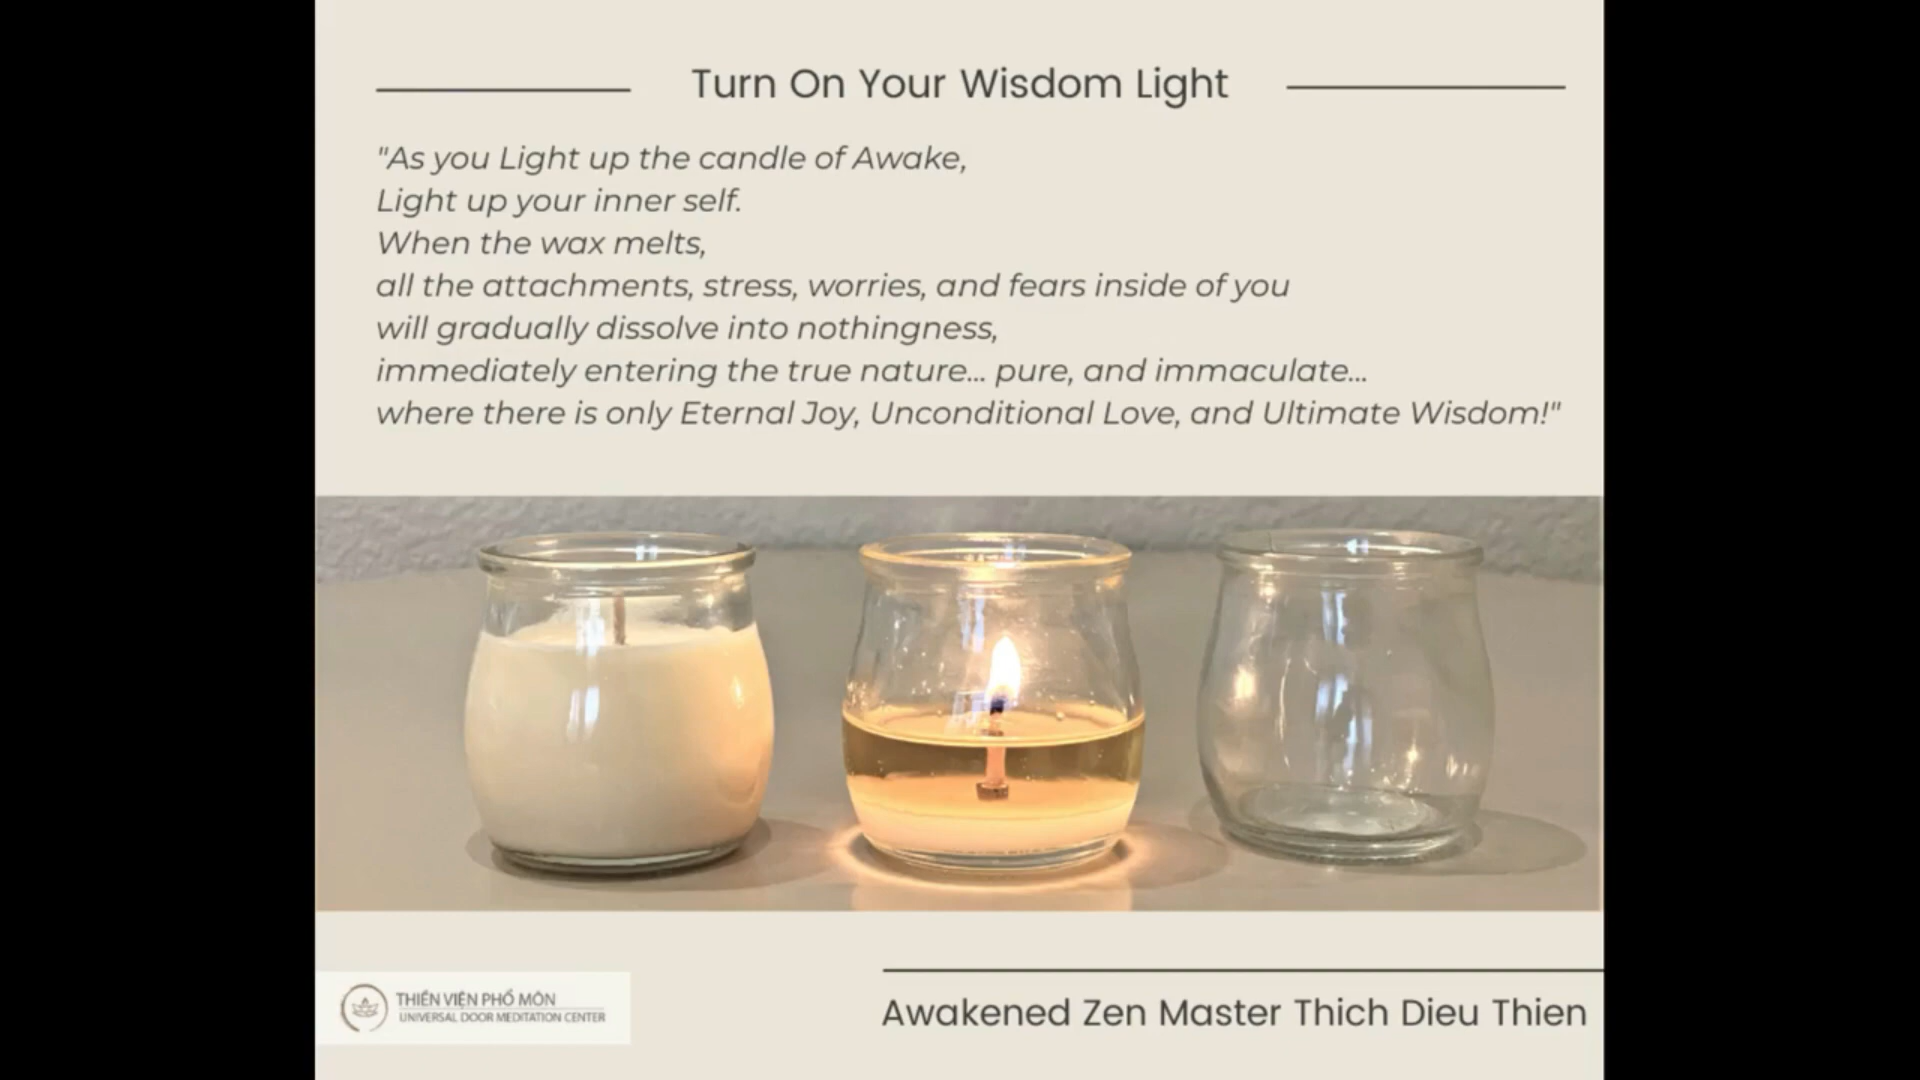 Turn On Your Wisdom Light
"As you Light up the candle of Awake,
Light up your inner self.
When the wax melts,
all the attachments, stress, worries, and fears inside of you
will gradually dissolve into nothingness,
immediately entering the true nature... pure, and immaculate...
where there is only Eternal Joy, Unconditional Love, and Ultimate Wisdom!"
THIỀN VIỆN PHỔ MÔN
UNIVERSAL DOOR MEDITATION CENTER
Awakened Zen Master Thich Dieu Thien